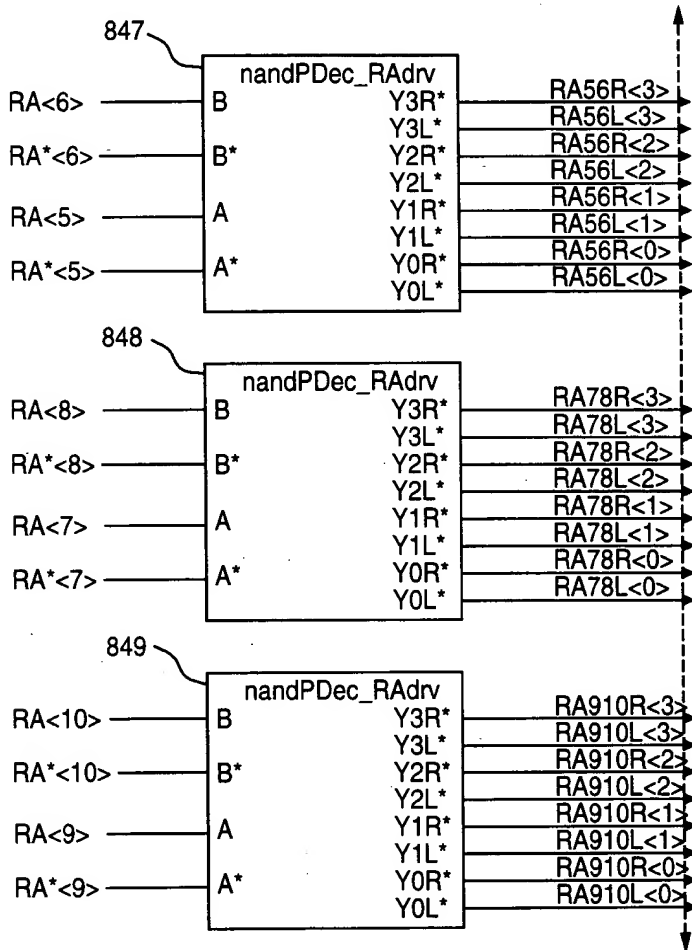 847
nandPDec_RAdrv
RA<6> B Y3R* RA56R<3>
Y3L* RA56L<3>
RA*<6> B* Y2R* RA56R<2>
Y2L* RA56L<2>
RA<5> A Y1R* RA56R<1>
Y1L* RA56L<1>
RA*<5> A* Y0R* RA56R<0>
Y0L* RA56L<0>
848
nandPDec_RAdrv
RA<8> B Y3R* RA78R<3>
Y3L* RA78L<3>
RA*<8> B* Y2R* RA78R<2>
Y2L* RA78L<2>
RA<7> A Y1R* RA78R<1>
Y1L* RA78L<1>
RA*<7> A* Y0R* RA78R<0>
Y0L* RA78L<0>
849
nandPDec_RAdrv
RA<10> B Y3R* RA910R<3>
Y3L* RA910L<3>
RA*<10> B* Y2R* RA910R<2>
Y2L* RA910L<2>
RA<9> A Y1R* RA910R<1>
Y1L* RA910L<1>
RA*<9> A* Y0R* RA910R<0>
Y0L* RA910L<0>